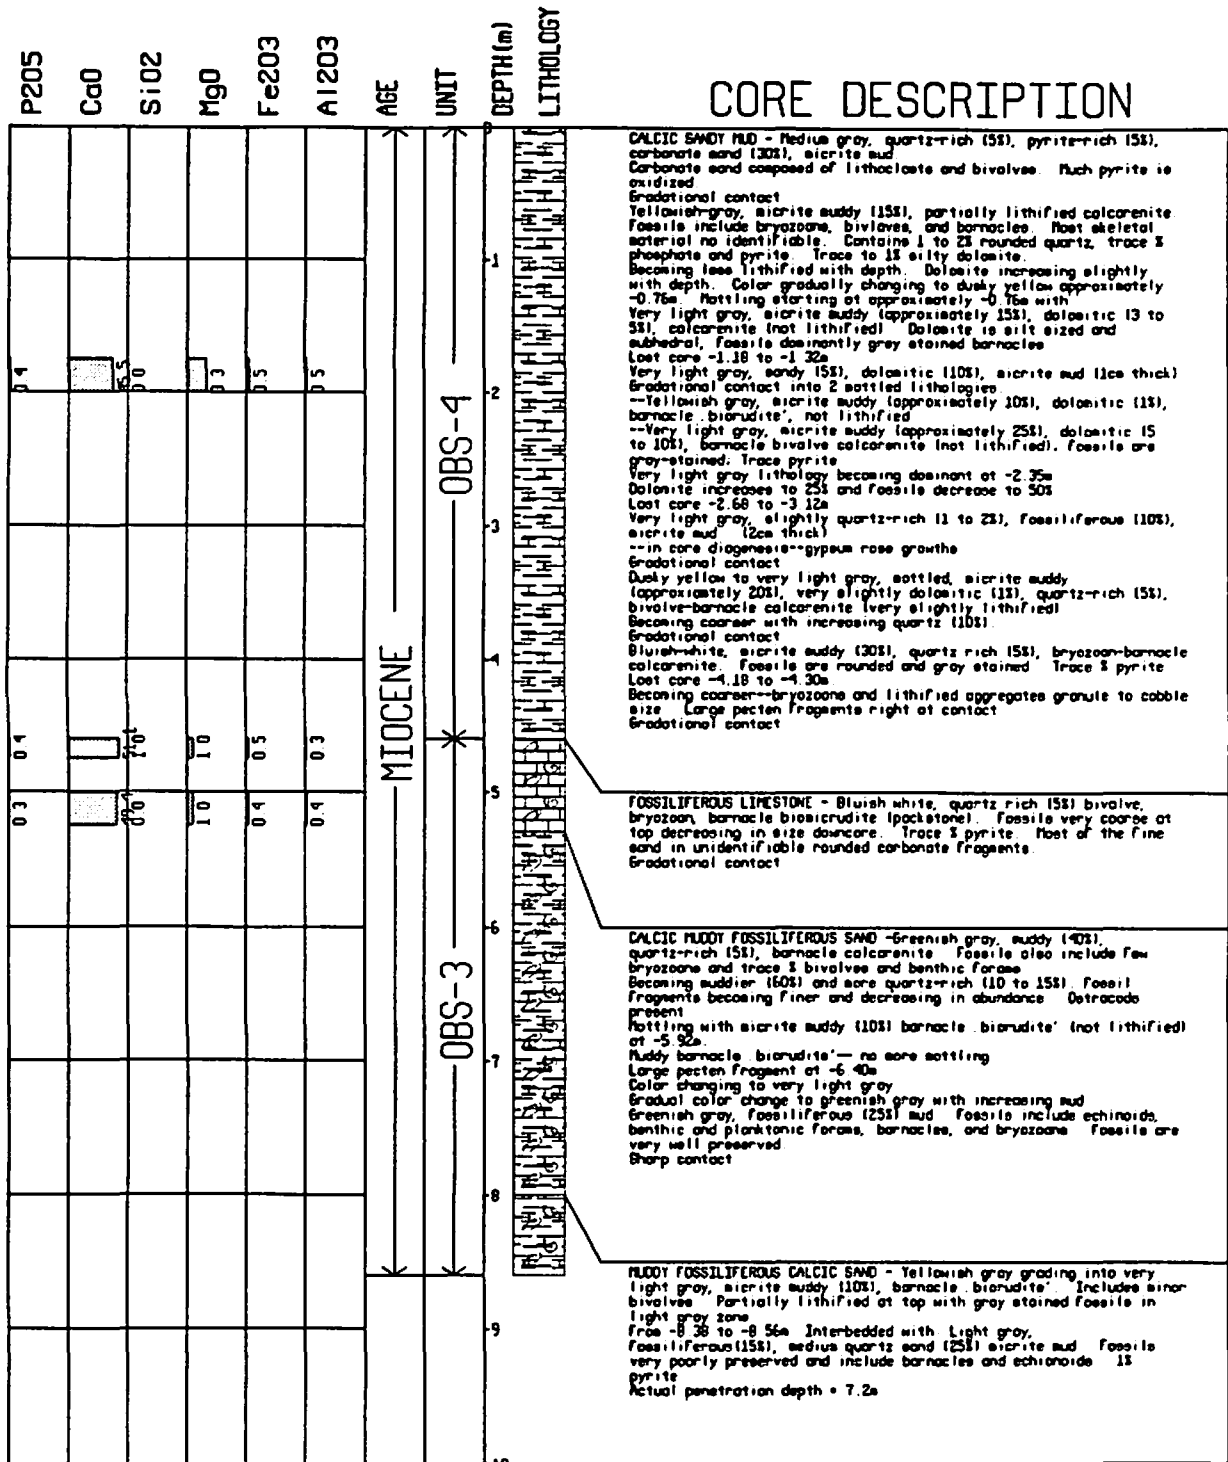 P2O5 CaO SiO2 MgO Fe2O3 Al2O3 AGE UNIT DEPTH(m) LITHOLOGY
CORE DESCRIPTION
CALCIC SANDY MUD - Medium gray, quartz-rich (5%), pyrite-rich (5%),
carbonate sand (30%), micrite mud
Carbonate sand composed of lithoclasts and bivalves. Much pyrite is
oxidized
Gradational contact
Yellowish-gray, micrite muddy (15%), partially lithified calcarenite.
Fossils include bryozoans, bivlaves, and barnacles. Most skeletal
material no identifiable. Contains 1 to 2% rounded quartz, trace %
phosphate and pyrite. Trace to 1% silty dolomite.
Becoming less lithified with depth. Dolomite increasing slightly
with depth. Color gradually changing to dusky yellow approximately
-0.76m. Mottling starting at approximately -0.76m with
Very light gray, micrite muddy (approximately 15%), dolomitic (3 to
5%), calcarenite (not lithified) Dolomite is silt sized and
subhedral, Fossils dominantly grey stained barnacles
Lost core -1.18 to -1 32m
Very light gray, sandy (5%), dolomitic (10%), micrite mud (1cm thick)
Gradational contact into 2 mottled lithologies
--Yellowish gray, micrite muddy (approximately 10%), dolomitic (1%),
barnacle .biorudite', not lithified
--Very light gray, micrite muddy (approximately 25%), dolomitic (5
to 10%), barnacle bivalve calcarenite (not lithified). Fossils are
gray-stained. Trace pyrite
Very light gray lithology becoming dominant at -2.35m
Dolomite increases to 25% and fossils decrease to 50%
Lost core -2.68 to -3 12m
Very light gray, slightly quartz-rich (1 to 2%), fossiliferous (10%),
micrite mud (2cm thick)
--in core diagenesis--gypsum rose growths
Gradational contact
Dusky yellow to very light gray, mottled, micrite muddy
(approxiamtely 20%), very slightly dolomitic (1%), quartz-rich (5%),
bivalve-barnacle calcarenite (very slightly lithified)
Becoming coarser with increasing quartz (10%)
Gradational contact
Bluish-white, micrite muddy (30%), quartz rich (5%), bryozoan-barnacle
calcarenite. Fossils are rounded and gray stained Trace % pyrite
Lost core -4.18 to -4.30m
Becoming coarser--bryozoans and lithified aggregates granule to cobble
size Large pecten fragments right at contact
Gradational contact
1
0.4 0.0 0.3 0.5 0.5
2
OBS-4
3
4
MIOCENE
0.4 1.0 1.0 0.5 0.3
5
0.3 0.0 1.0 0.4 0.4
FOSSILIFEROUS LIMESTONE - Bluish white, quartz rich (5%) bivalve,
bryozoan, barnacle biomicrudite (packstone). Fossils very coarse at
top decreasing in size downcore. Trace % pyrite. Most of the fine
sand in unidentifiable rounded carbonate fragments.
Gradational contact
6
OBS-3
7
CALCIC MUDDY FOSSILIFEROUS SAND -Greenish gray, muddy (40%),
quartz-rich (5%), barnacle calcarenite Fossils also include few
bryozoans and trace % bivalves and benthic forams
Becoming muddier (60%) and more quartz-rich (10 to 15%). Fossil
fragments becoming finer and decreasing in abundance Ostracods
present
Mottling with micrite muddy (10%) barnacle .biorudite' (not lithified)
at -5.92m.
Muddy barnacle .biorudite'-- no more mottling
Large pecten fragment at -6.40m
Color changing to very light gray
Gradual color change to greenish gray with increasing mud
Greenish gray, fossiliferous (25%) mud Fossils include echinoids,
benthic and planktonic forams, barnacles, and bryozoans Fossils are
very well preserved
Sharp contact
8
MUDDY FOSSILIFEROUS CALCIC SAND - Yellowish gray grading into very
light gray, micrite muddy (10%), barnacle .biorudite'. Includes minor
bivalves Partially lithified at top with gray stained fossils in
light gray zone
From -8 38 to -8 56m Interbedded with Light gray,
fossiliferous(15%), medium quartz sand (25%) micrite mud Fossils
very poorly preserved and include barnacles and echionoids 1%
pyrite
Actual penetration depth = 7.2m
9